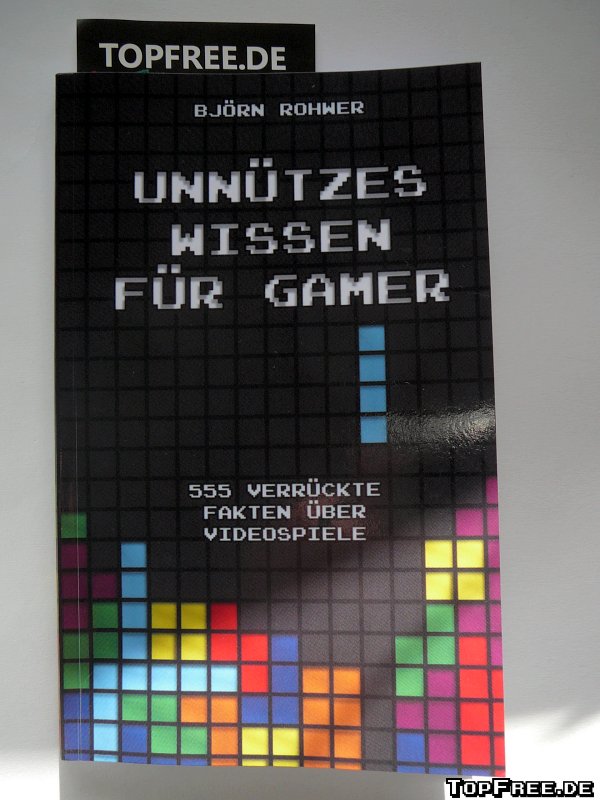 TOPFREE.DE
BJÖRN ROHWER
UNNÜTZES
WISSEN
FÜR GAMER
555 VERRÜCKTE
FAKTEN ÜBER
VIDEOSPIELE
TOPFREE.DE